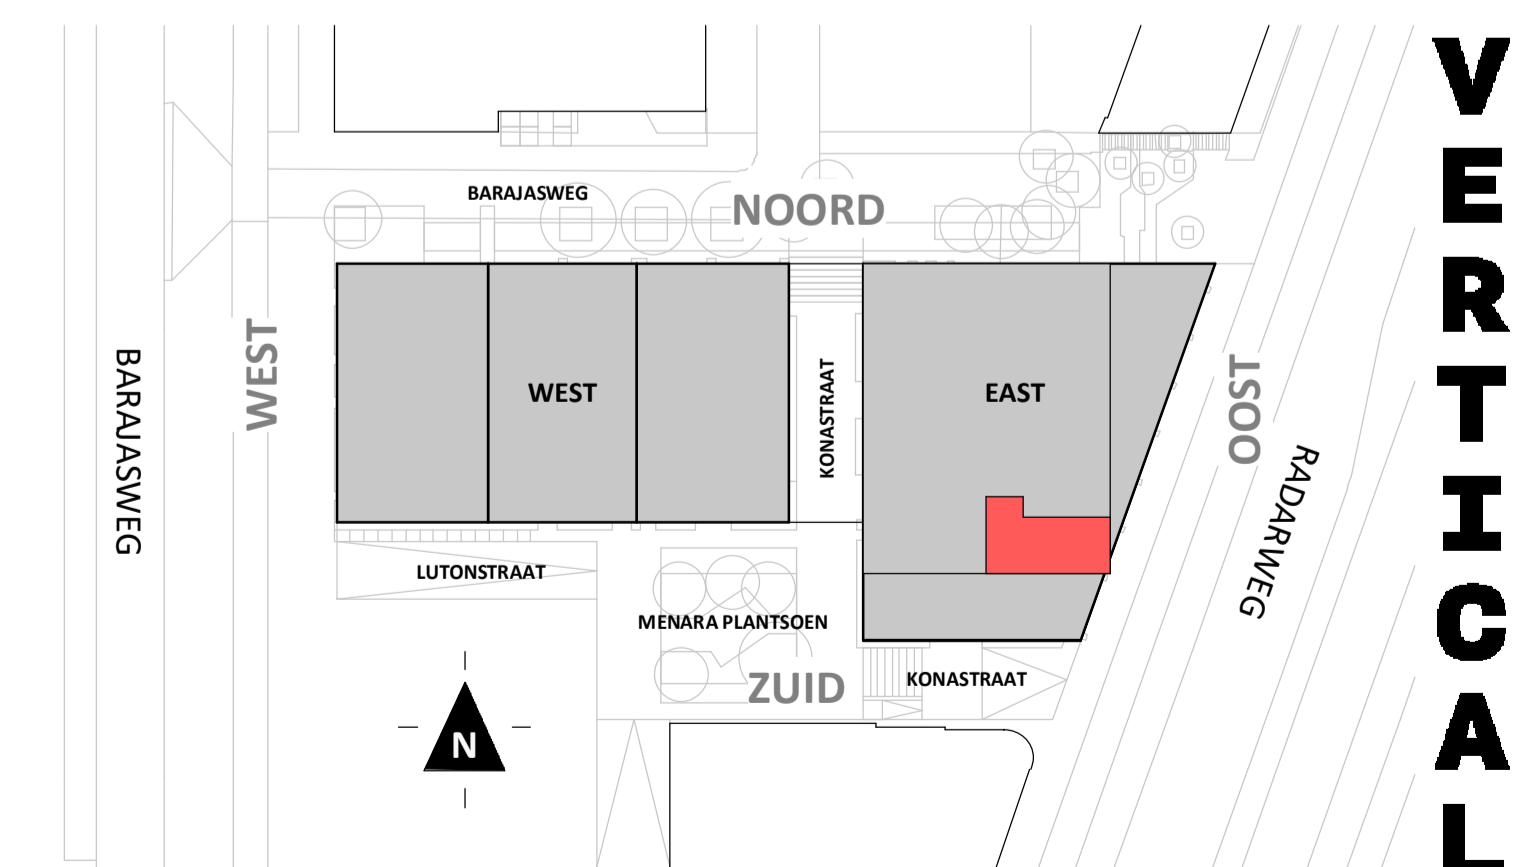 BARAJASWEG
NOORD
WEST
BARAJASWEG
WEST
KONASTRAAT
EAST
OOST
RADARWEG
LUTONSTRAAT
MENARA PLANTSOEN
ZUID
KONASTRAAT
N
VERTICAL